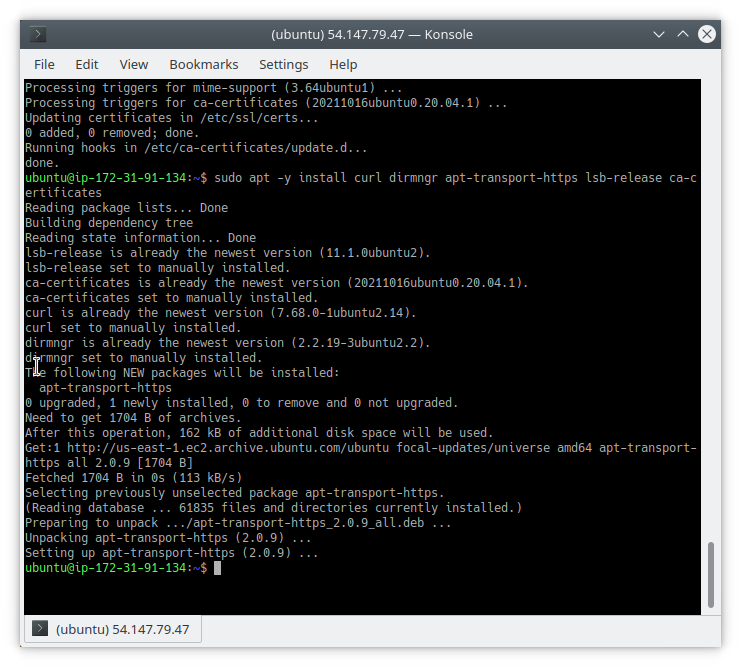 (ubuntu) 54.147.79.47 — Konsole
File Edit View Bookmarks Settings Help
Processing triggers for mime-support (3.64ubuntu1) ...
Processing triggers for ca-certificates (20211016ubuntu0.20.04.1) ...
Updating certificates in /etc/ssl/certs...
0 added, 0 removed; done.
Running hooks in /etc/ca-certificates/update.d...
done.
ubuntu@ip-172-31-91-134:~$ sudo apt -y install curl dirmngr apt-transport-https lsb-release ca-c
ertificates
Reading package lists... Done
Building dependency tree
Reading state information... Done
lsb-release is already the newest version (11.1.0ubuntu2).
lsb-release set to manually installed.
ca-certificates is already the newest version (20211016ubuntu0.20.04.1).
ca-certificates set to manually installed.
curl is already the newest version (7.68.0-1ubuntu2.14).
curl set to manually installed.
dirmngr is already the newest version (2.2.19-3ubuntu2.2).
dirmngr set to manually installed.
The following NEW packages will be installed:
  apt-transport-https
0 upgraded, 1 newly installed, 0 to remove and 0 not upgraded.
Need to get 1704 B of archives.
After this operation, 162 kB of additional disk space will be used.
Get:1 http://us-east-1.ec2.archive.ubuntu.com/ubuntu focal-updates/universe amd64 apt-transport-
https all 2.0.9 [1704 B]
Fetched 1704 B in 0s (113 kB/s)
Selecting previously unselected package apt-transport-https.
(Reading database ... 61835 files and directories currently installed.)
Preparing to unpack .../apt-transport-https_2.0.9_all.deb ...
Unpacking apt-transport-https (2.0.9) ...
Setting up apt-transport-https (2.0.9) ...
ubuntu@ip-172-31-91-134:~$
(ubuntu) 54.147.79.47